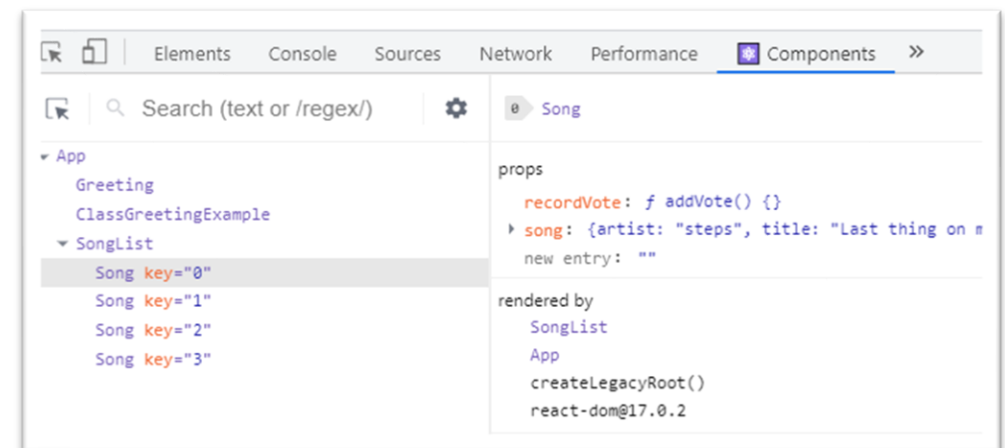 Elements Console Sources Network Performance Components »
Search (text or /regex/)
App
Greeting
ClassGreetingExample
SongList
Song key="0"
Song key="1"
Song key="2"
Song key="3"
0 Song
props
recordVote: ƒ addVote() {}
song: {artist: "steps", title: "Last thing on m
new entry: ""
rendered by
SongList
App
createLegacyRoot()
react-dom@17.0.2